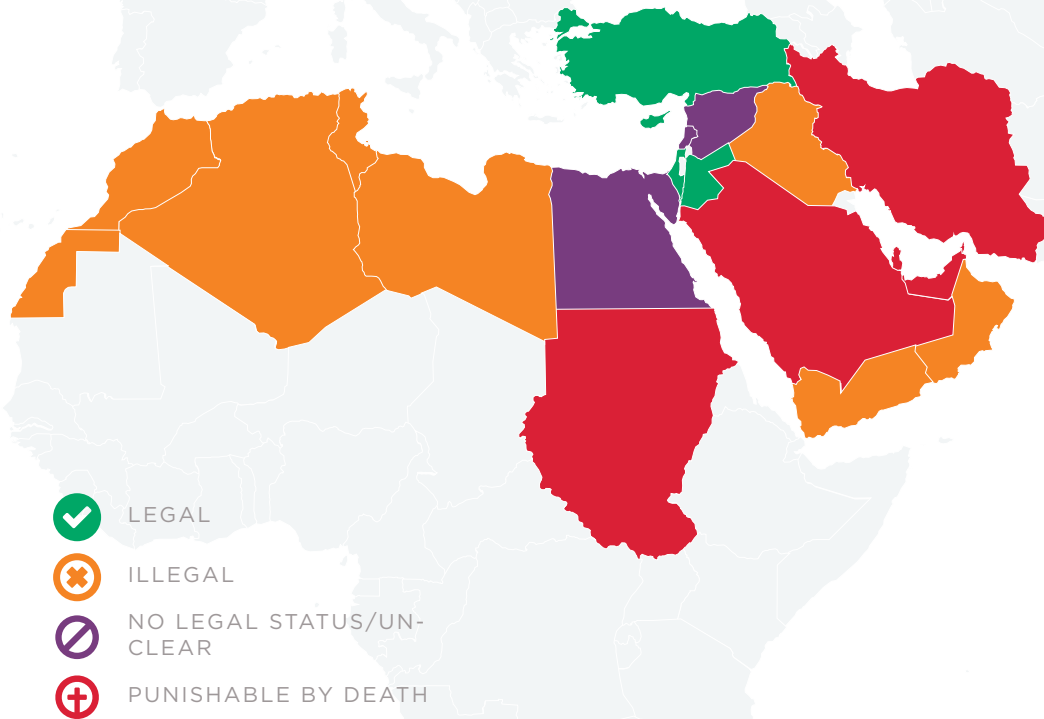 LEGAL
ILLEGAL
NO LEGAL STATUS/UN-
CLEAR
PUNISHABLE BY DEATH